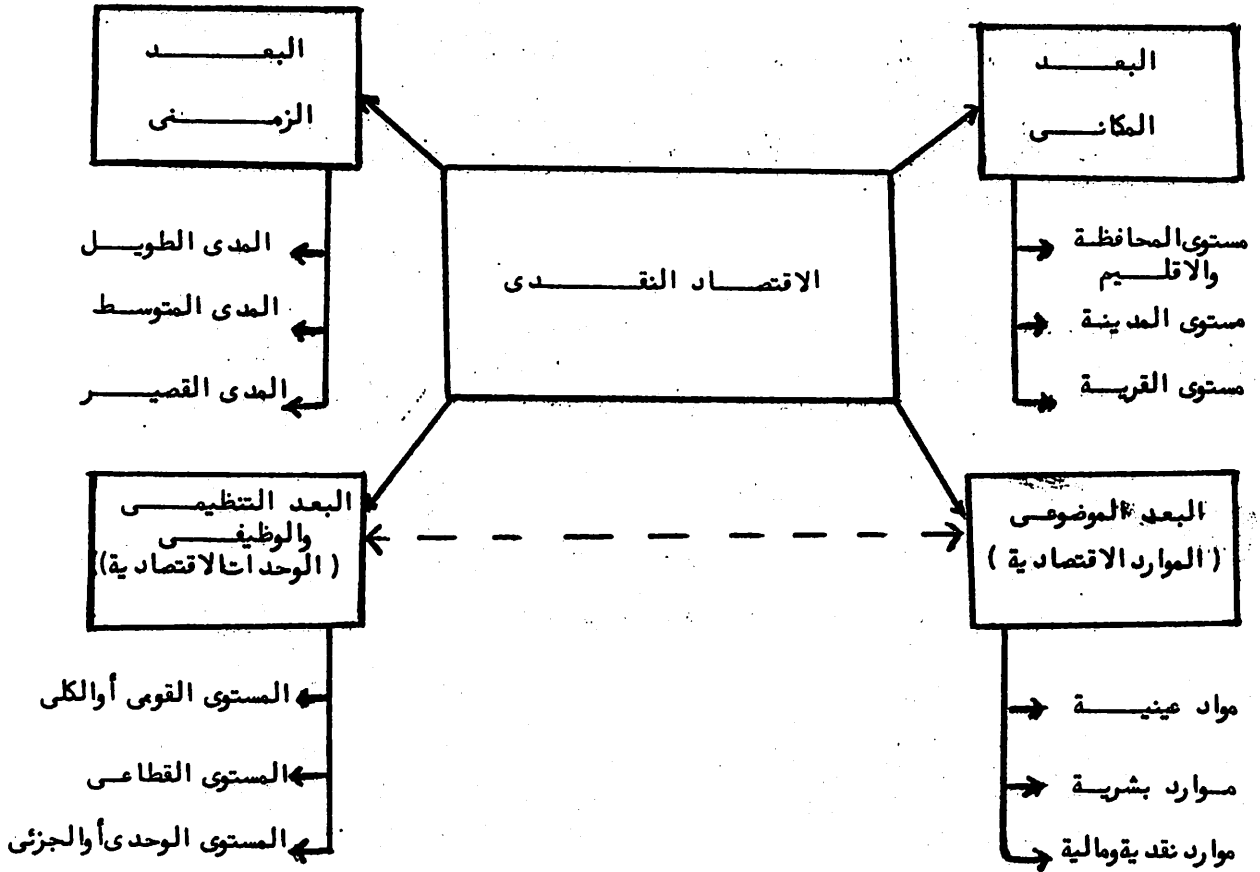 البعد
المكانى
مستوى المحافظة
والاقليم
مستوى المدينة
مستوى القرية
البعد
الزمنى
المدى الطويل
المدى المتوسط
المدى القصير
الاقتصاد النقدى
البعد الموضوعى
( الموارد الاقتصادية )
مواد عينية
موارد بشرية
موارد نقدية ومالية
البعد التنظيمى
والوظيفى
( الوحدات الاقتصادية))
المستوى القومى أو الكلى
المستوى القطاعى
المستوى الوحدى أو الجزئى